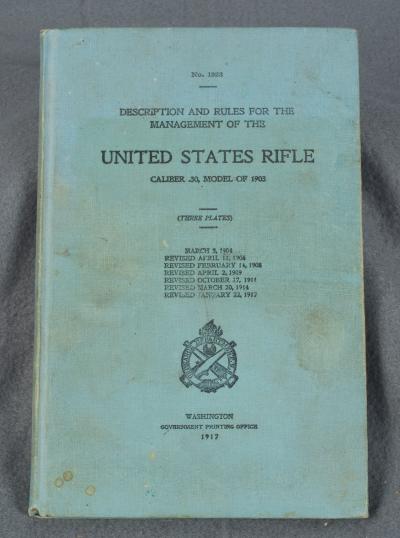 No. 1923
DESCRIPTION AND RULES FOR THE
MANAGEMENT OF THE
UNITED STATES RIFLE
CALIBER .30, MODEL OF 1903
(THREE PLATES)
MARCH 3, 1904
REVISED APRIL 18, 1906
REVISED FEBRUARY 14, 1908
REVISED APRIL 2, 1909
REVISED OCTOBER 17, 1911
REVISED MARCH 20, 1914
REVISED JANUARY 22, 1917
WASHINGTON
GOVERNMENT PRINTING OFFICE
1917